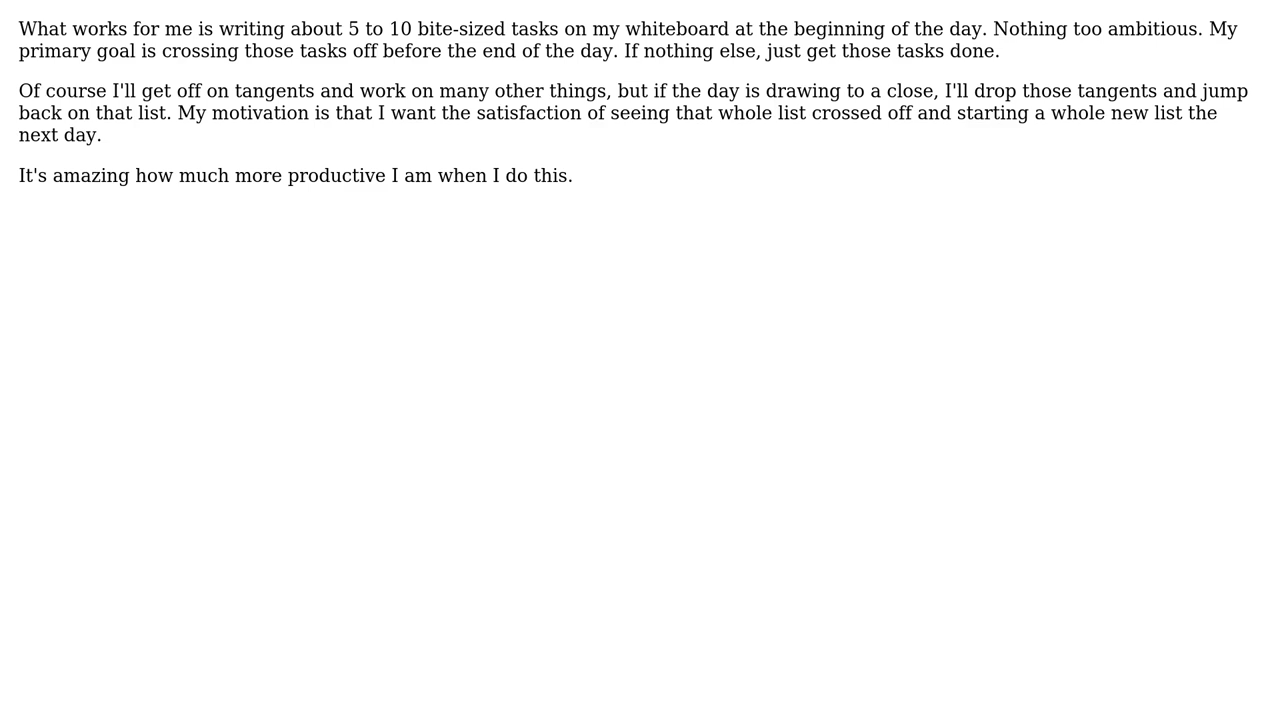 What works for me is writing about 5 to 10 bite-sized tasks on my whiteboard at the beginning of the day. Nothing too ambitious. My
primary goal is crossing those tasks off before the end of the day. If nothing else, just get those tasks done.
Of course I'll get off on tangents and work on many other things, but if the day is drawing to a close, I'll drop those tangents and jump
back on that list. My motivation is that I want the satisfaction of seeing that whole list crossed off and starting a whole new list the
next day.
It's amazing how much more productive I am when I do this.